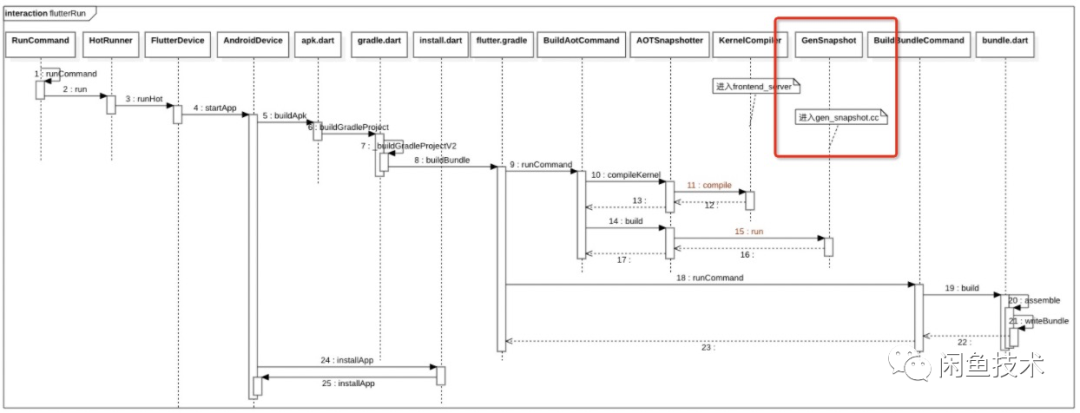 interaction flutterRun
RunCommand
HotRunner
FlutterDevice
AndroidDevice
apk.dart
gradle.dart
install.dart
flutter.gradle
BuildAotCommand
AOTSnapshotter
KernelCompiler
GenSnapshot
BuildBundleCommand
bundle.dart
1 : runCommand
2 : run
3 : runHot
4 : startApp
5 : buildApk
6 : buildGradleProject
7 : _buildGradleProjectV2
8 : buildBundle
9 : runCommand
进入frontend_server
进入gen_snapshot.cc
10 : compileKernel
11 : compile
12 :
13 :
14 : build
15 : run
16 :
17 :
18 : runCommand
19 : build
20 : assemble
21 : writeBundle
22 :
23 :
24 : installApp
25 : installApp
闲鱼技术